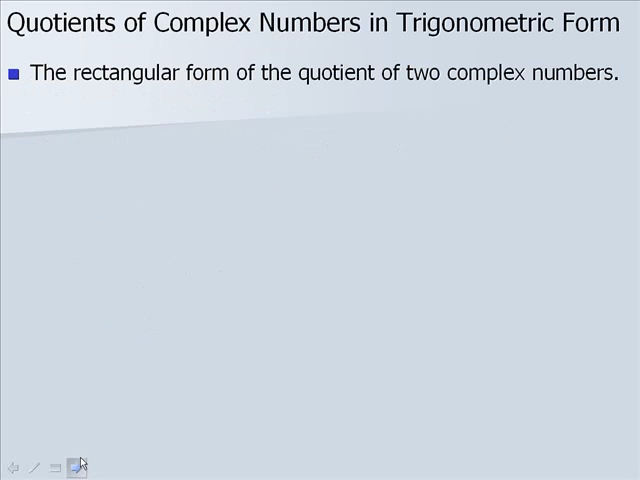 Quotients of Complex Numbers in Trigonometric Form
The rectangular form of the quotient of two complex numbers.